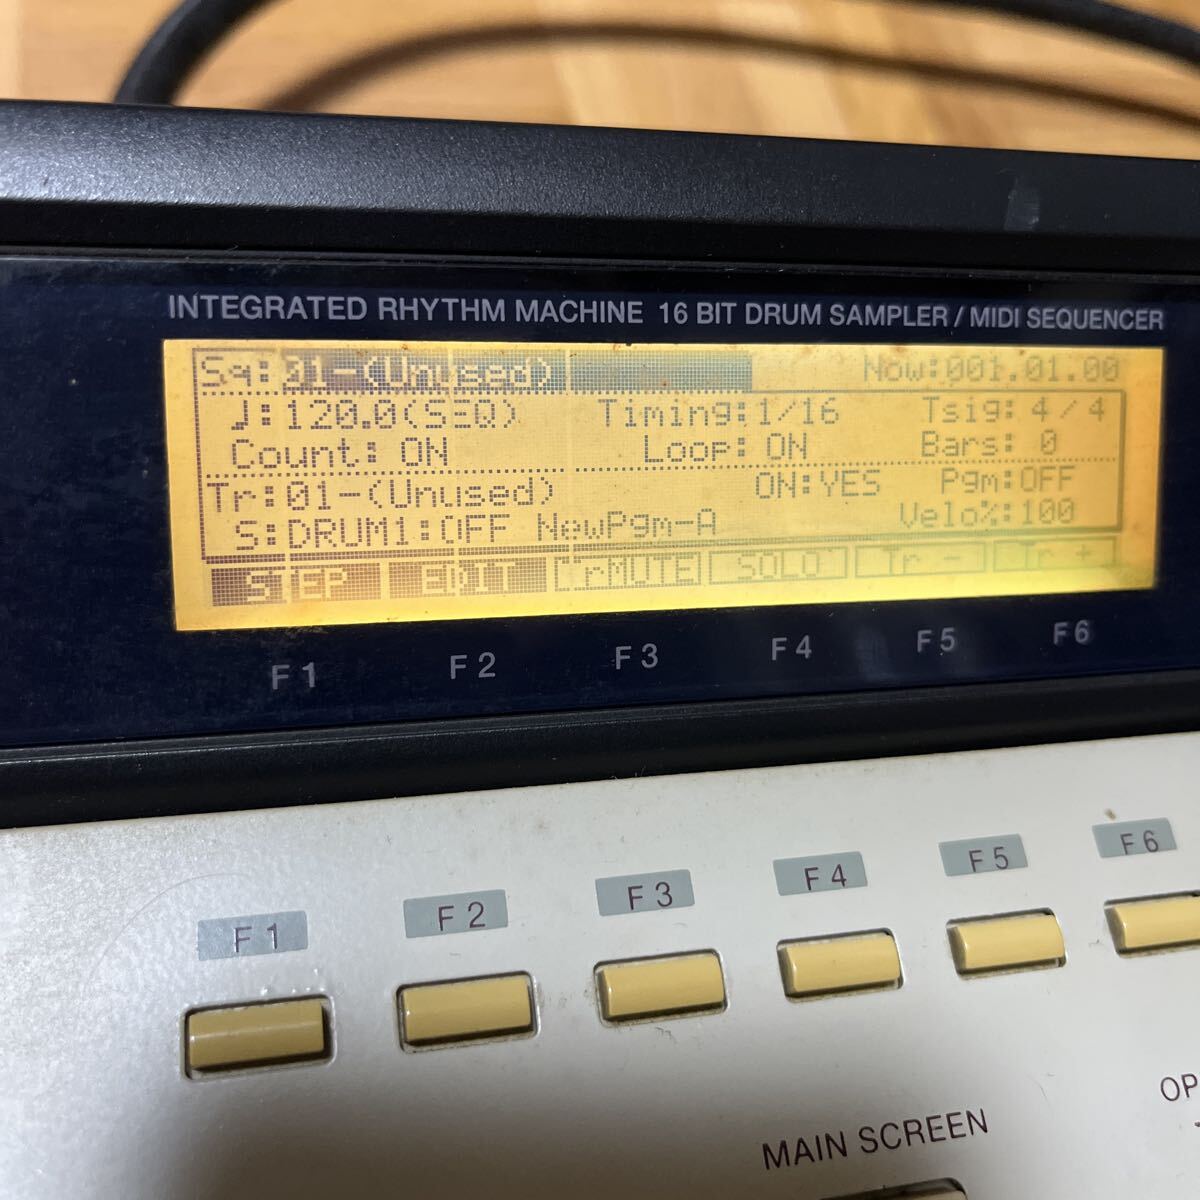 INTEGRATED RHYTHM MACHINE 16 BIT DRUM SAMPLER / MIDI SEQUENCER
Sq:01-(Unused) Now:001.01.00
♩:120.0(SEQ) Timing:1/16 Tsig: 4/4
Count: ON Loop: ON Bars: 0
Tr:01-(Unused) ON:YES Pgm:OFF
S:DRUM1:OFF NewPgm-A Velo%:100
STEP EDIT TrMUTE SOLO Tr - Tr +
F1 F2 F3 F4 F5 F6
F1 F2 F3 F4 F5 F6
MAIN SCREEN
OP